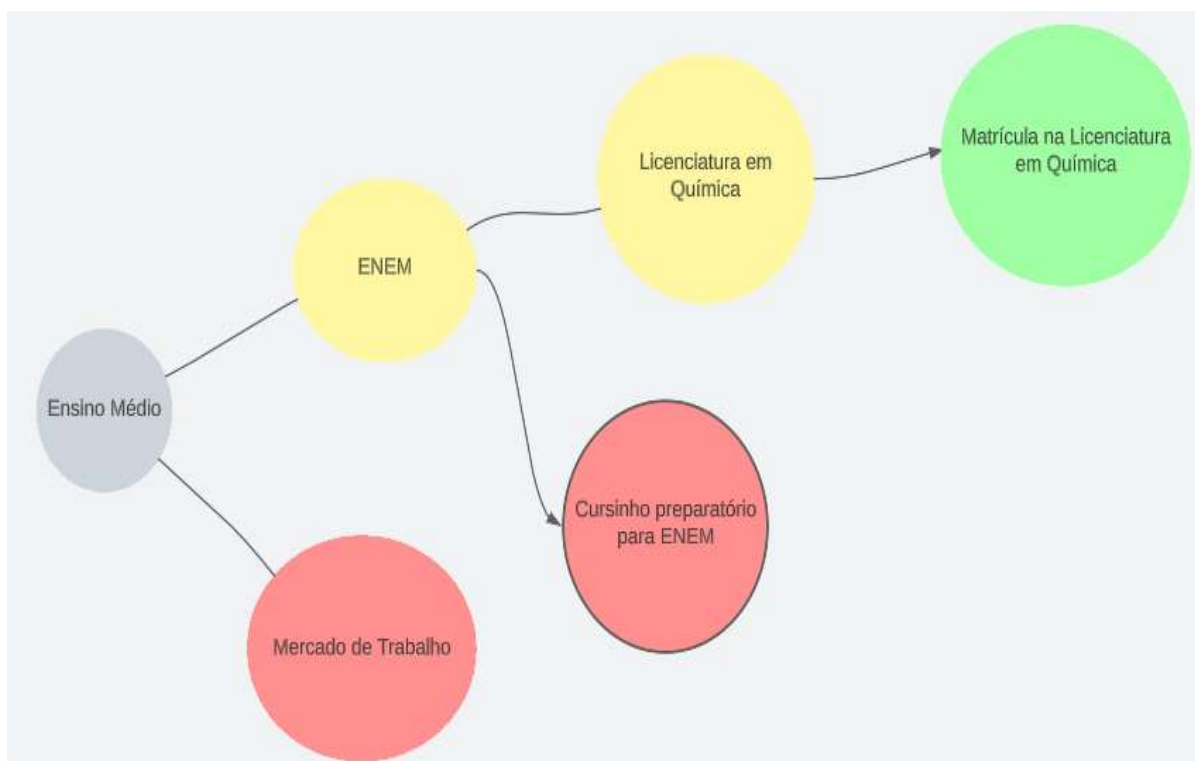 Matrícula na Licenciatura
em Química
Licenciatura em
Química
ENEM
Ensino Médio
Cursinho preparatório
para ENEM
Mercado de Trabalho